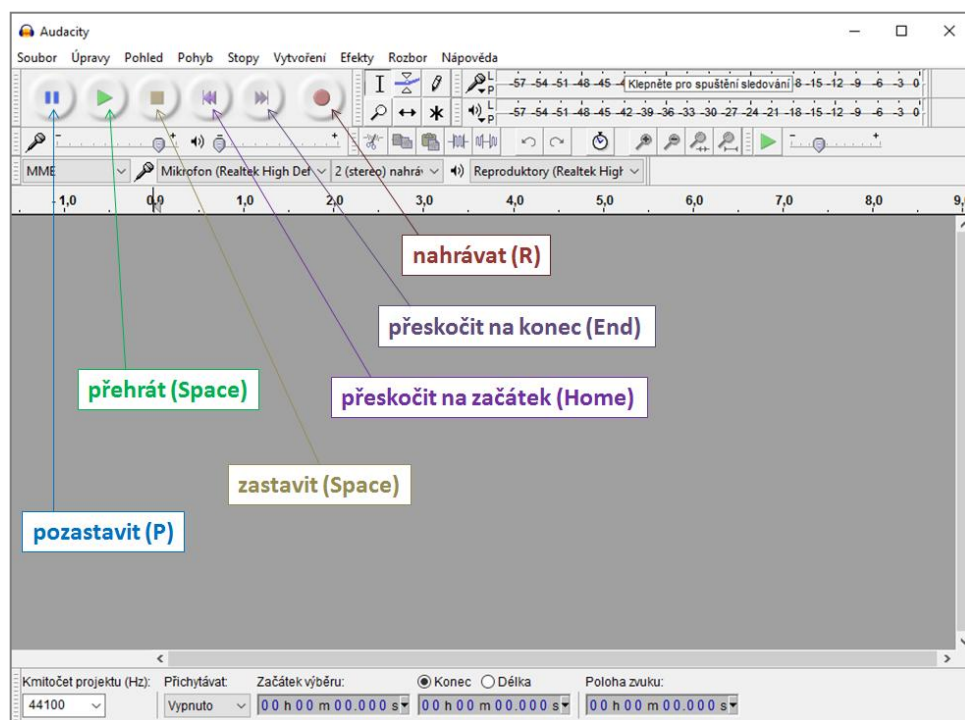 Audacity
Soubor Úpravy Pohled Pohyb Stopy Vytvoření Efekty Rozbor Nápověda
L P -57 -54 -51 -48 -45 Klepněte pro spuštění sledování 8 -15 -12 -9 -6 -3 0
L P -57 -54 -51 -48 -45 -42 -39 -36 -33 -30 -27 -24 -21 -18 -15 -12 -9 -6 -3 0
MME Mikrofon (Realtek High Def 2 (stereo) nahrá Reproduktory (Realtek High
1,0 0,0 1,0 2,0 3,0 4,0 5,0 6,0 7,0 8,0 9,
nahrávat (R)
přeskočit na konec (End)
přehrát (Space)
přeskočit na začátek (Home)
zastavit (Space)
pozastavit (P)
Kmitočet projektu (Hz): Přichytávat: Začátek výběru: Konec Délka Poloha zvuku:
44100 Vypnuto 00 h 00 m 00.000 s 00 h 00 m 00.000 s 00 h 00 m 00.000 s